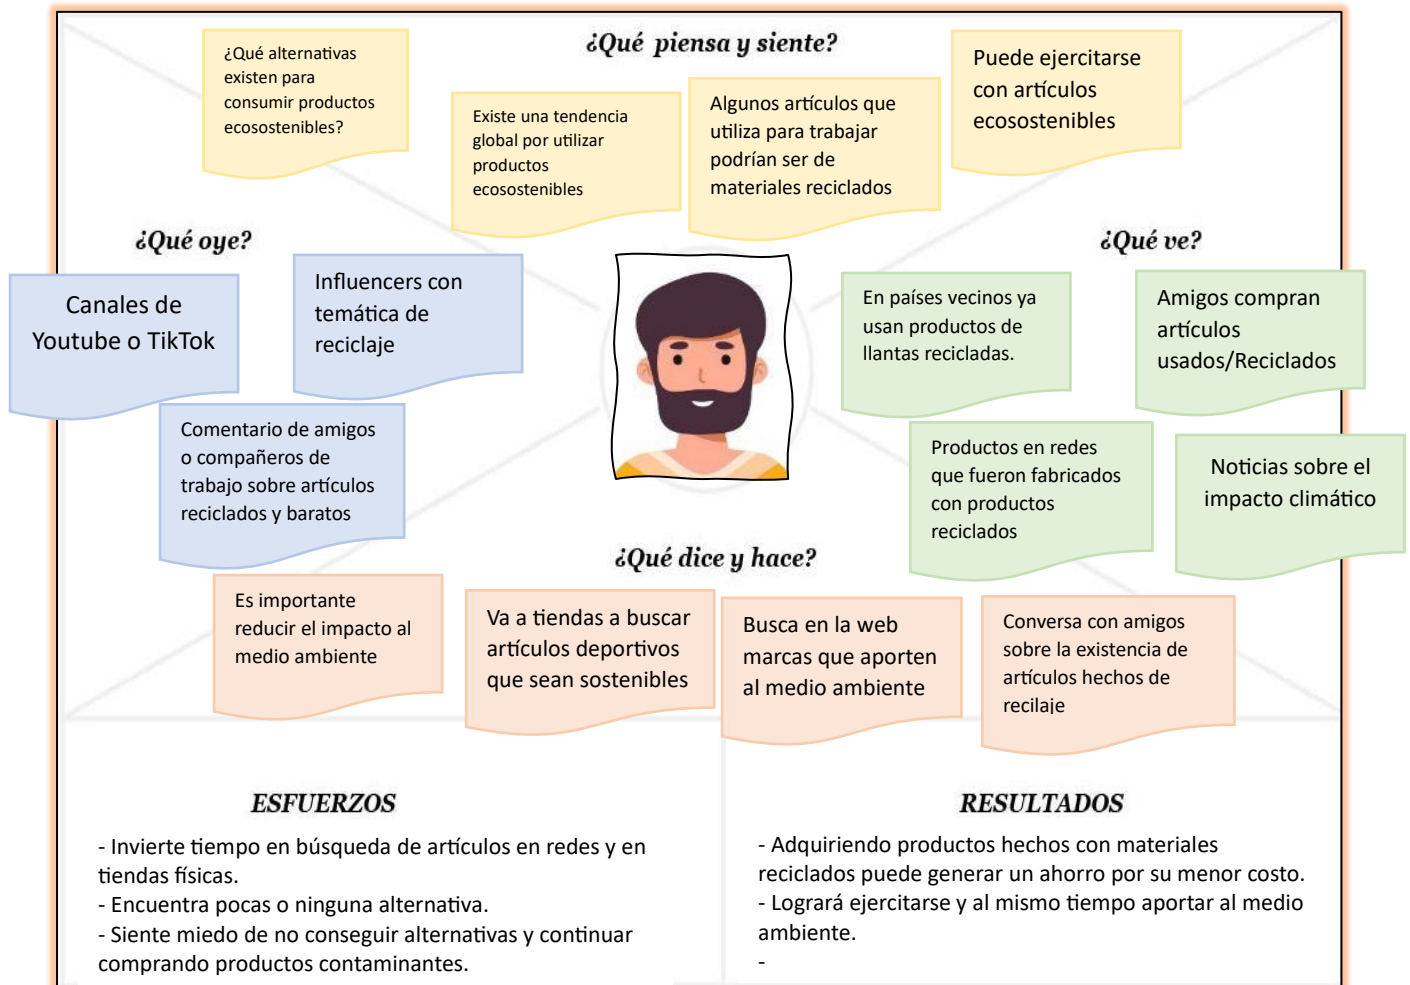 ¿Qué piensa y siente?
¿Qué alternativas
existen para
consumir productos
ecosostenibles?
Existe una tendencia
global por utilizar
productos
ecosostenibles
Algunos artículos que
utiliza para trabajar
podrían ser de
materiales reciclados
Puede ejercitarse
con artículos
ecosostenibles
¿Qué oye?
Canales de
Youtube o TikTok
Influencers con
temática de
reciclaje
Comentario de amigos
o compañeros de
trabajo sobre artículos
reciclados y baratos
¿Qué ve?
En países vecinos ya
usan productos de
llantas recicladas.
Amigos compran
artículos
usados/Reciclados
Productos en redes
que fueron fabricados
con productos
reciclados
Noticias sobre el
impacto climático
¿Qué dice y hace?
Es importante
reducir el impacto al
medio ambiente
Va a tiendas a buscar
artículos deportivos
que sean sostenibles
Busca en la web
marcas que aporten
al medio ambiente
Conversa con amigos
sobre la existencia de
artículos hechos de
recilaje
ESFUERZOS
- Invierte tiempo en búsqueda de artículos en redes y en
tiendas físicas.
- Encuentra pocas o ninguna alternativa.
- Siente miedo de no conseguir alternativas y continuar
comprando productos contaminantes.
RESULTADOS
- Adquiriendo productos hechos con materiales
reciclados puede generar un ahorro por su menor costo.
- Logrará ejercitarse y al mismo tiempo aportar al medio
ambiente.
-